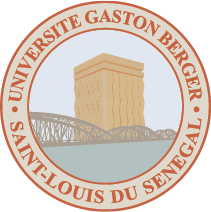 UNIVERSITE GASTON BERGER
SAINT-LOUIS DU SENEGAL